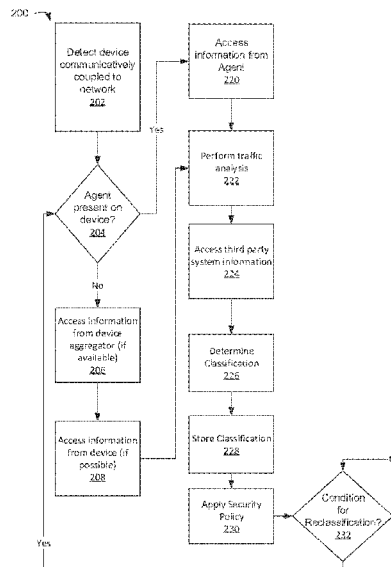 200
Detect device
communicatively
coupled to
network
202
Yes
Agent
present on
device?
204
No
Access information
from device
aggregator (if
available)
206
Access information
from device (if
possible)
208
Yes
Access
information from
Agent
220
Perform traffic
analysis
222
Access third party
system information
224
Determine
Classification
226
Store Classification
228
Apply Security
Policy
230
Condition
for
Reclassification?
232